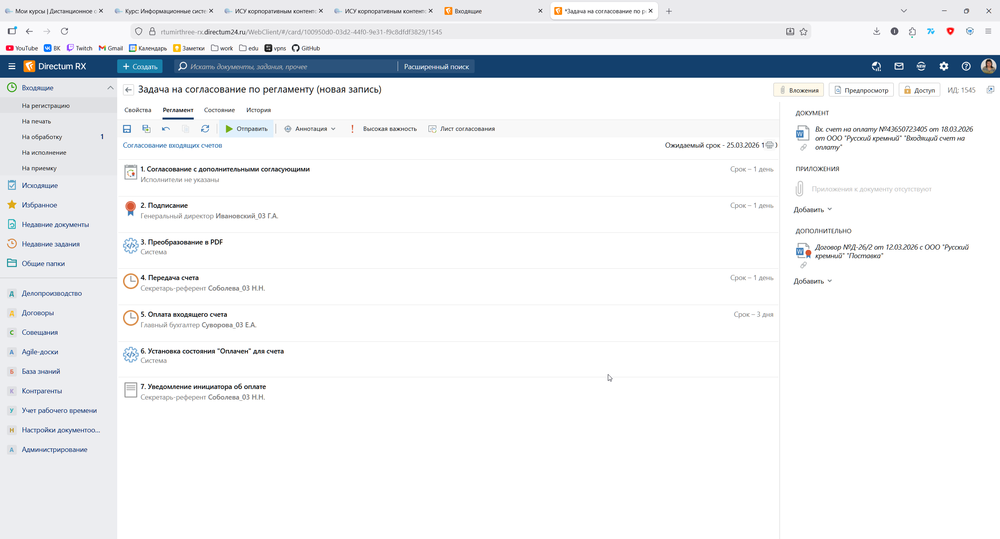 Мои курсы | Дистанционное о
Курс: Информационные систе
ИСУ корпоративным контенто
ИСУ корпоративным контенто
Входящие
*Задача на согласование по ре
rtumirthree-rx.directum24.ru/WebClient/#/card/100950d0-03d2-44f0-9e31-f9c8dfdf3829/1545
YouTube
ВК
Twitch
Gmail
Календарь
Заметки
work
edu
vpns
GitHub
Directum RX
Создать
Искать документы, задания, прочее
Расширенный поиск
NEW
Входящие
На регистрацию
На печать
На обработку 1
На исполнение
На приемку
Исходящие
Избранное
Недавние документы
Недавние задания
Общие папки
Д Делопроизводство
Д Договоры
С Совещания
A Agile-доски
Б База знаний
К Контрагенты
У Учет рабочего времени
Н Настройки документоо...
А Администрирование
Задача на согласование по регламенту (новая запись)
Вложения
Предпросмотр
Доступ
ИД: 1545
Свойства
Регламент
Состояние
История
Отправить
Аннотация
Высокая важность
Лист согласования
Согласование входящих счетов
Ожидаемый срок - 25.03.2026 1
1. Согласование с дополнительными согласующими
Срок – 1 день
Исполнители не указаны
2. Подписание
Срок – 1 день
Генеральный директор Ивановский_03 Г.А.
3. Преобразование в PDF
Система
4. Передача счета
Срок – 1 день
Секретарь-референт Соболева_03 Н.Н.
5. Оплата входящего счета
Срок – 3 дня
Главный бухгалтер Суворова_03 Е.А.
6. Установка состояния "Оплачен" для счета
Система
7. Уведомление инициатора об оплате
Секретарь-референт Соболева_03 Н.Н.
ДОКУМЕНТ
Вх. счет на оплату №43650723405 от 18.03.2026
от ООО "Русский кремний" "Входящий счет на
оплату"
ПРИЛОЖЕНИЯ
Приложения к документу отсутствуют
Добавить
ДОПОЛНИТЕЛЬНО
Договор №Д-26/2 от 12.03.2026 с ООО "Русский
кремний" "Поставка"
Добавить